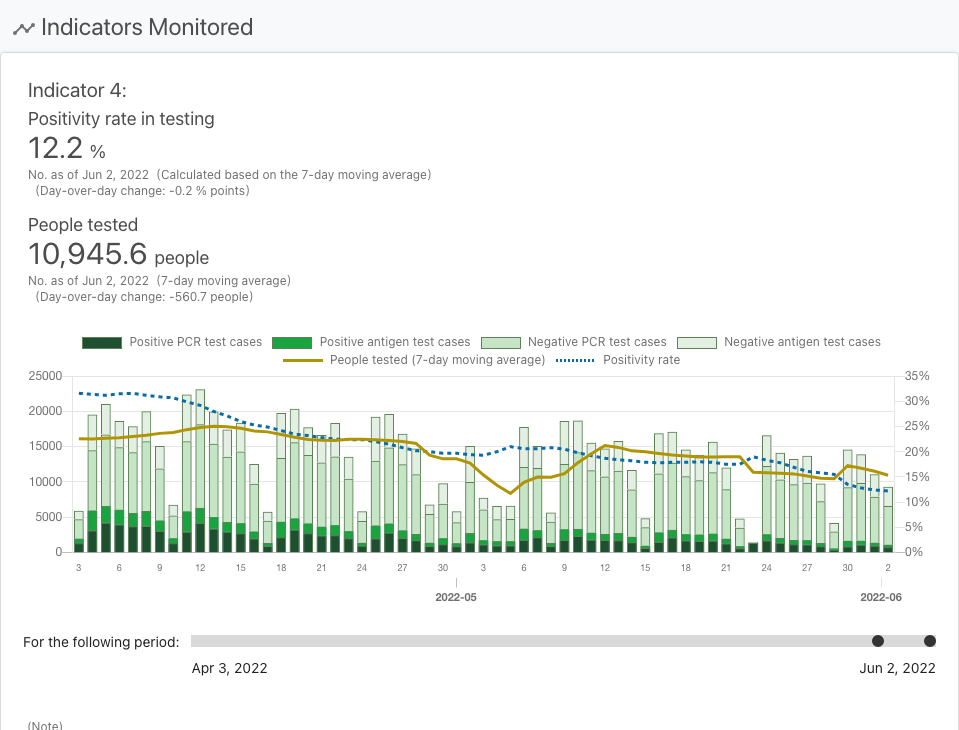 Indicators Monitored
Indicator 4:
Positivity rate in testing
12.2 %
No. as of Jun 2, 2022 (Calculated based on the 7-day moving average)
(Day-over-day change: -0.2 % points)
People tested
10,945.6 people
No. as of Jun 2, 2022 (7-day moving average)
(Day-over-day change: -560.7 people)
Positive PCR test cases Positive antigen test cases Negative PCR test cases Negative antigen test cases
People tested (7-day moving average) Positivity rate
25000 35%
20000 30%
15000 25%
10000 20%
5000 15%
0 10%
5%
0%
3 6 9 12 15 18 21 24 27 30 3 6 9 12 15 18 21 24 27 30 2
2022-05 2022-06
For the following period:
Apr 3, 2022 Jun 2, 2022
(Note)